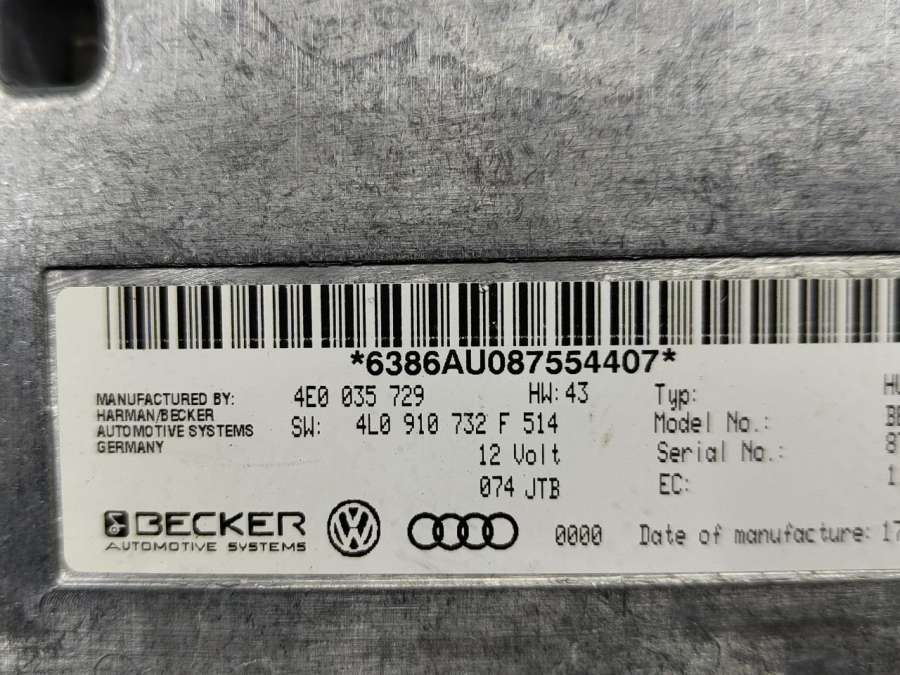 *6386AU087554407*
MANUFACTURED BY:
HARMAN/BECKER
AUTOMOTIVE SYSTEMS
GERMANY
4E0 035 729 HW:43
SW: 4L0 910 732 F 514
12 Volt
074 JTB
Typ:
Model No.:
Serial No.:
EC:
BECKER
AUTOMOTIVE SYSTEMS
0000 Date of manufacture: 17